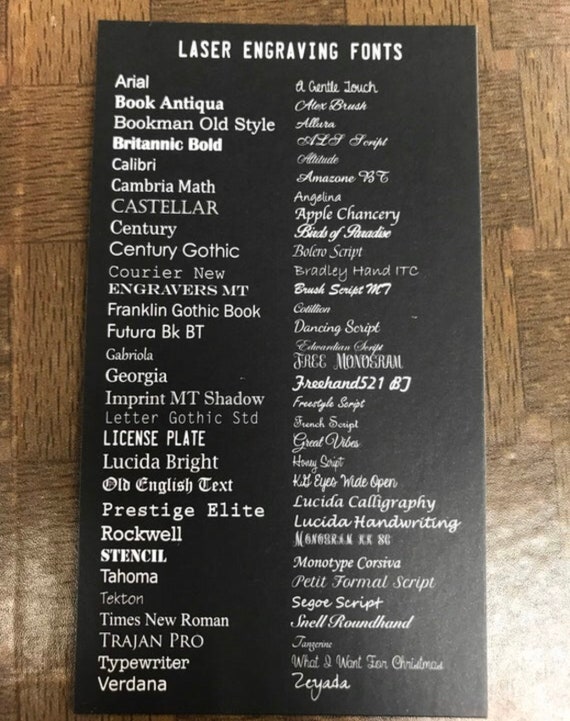 LASER ENGRAVING FONTS
Arial
Book Antiqua
Bookman Old Style
Britannic Bold
Calibri
Cambria Math
CASTELLAR
Century
Century Gothic
Courier New
ENGRAVERS MT
Franklin Gothic Book
Futura Bk BT
Gabriola
Georgia
Imprint MT Shadow
Letter Gothic Std
LICENSE PLATE
Lucida Bright
Old English Text
Prestige Elite
Rockwell
STENCIL
Tahoma
Tekton
Times New Roman
TRAJAN PRO
Typewriter
Verdana
A Gentle Touch
Alex Brush
Allura
ALS Script
Altitude
Amazone BT
Angelina
Apple Chancery
Birds of Paradise
Bolero Script
Bradley Hand ITC
Brush Script MT
Cotillion
Dancing Script
Edwardian Script
FREE MONOGRAM
Freehand521 BT
Freestyle Script
French Script
Great Vibes
Honey Script
KG Eyes Wide Open
Lucida Calligraphy
Lucida Handwriting
MONOGRAM KK SC
Monotype Corsiva
Petit Formal Script
Segoe Script
Snell Roundhand
Tangerine
What I Want For Christmas
Zeyada